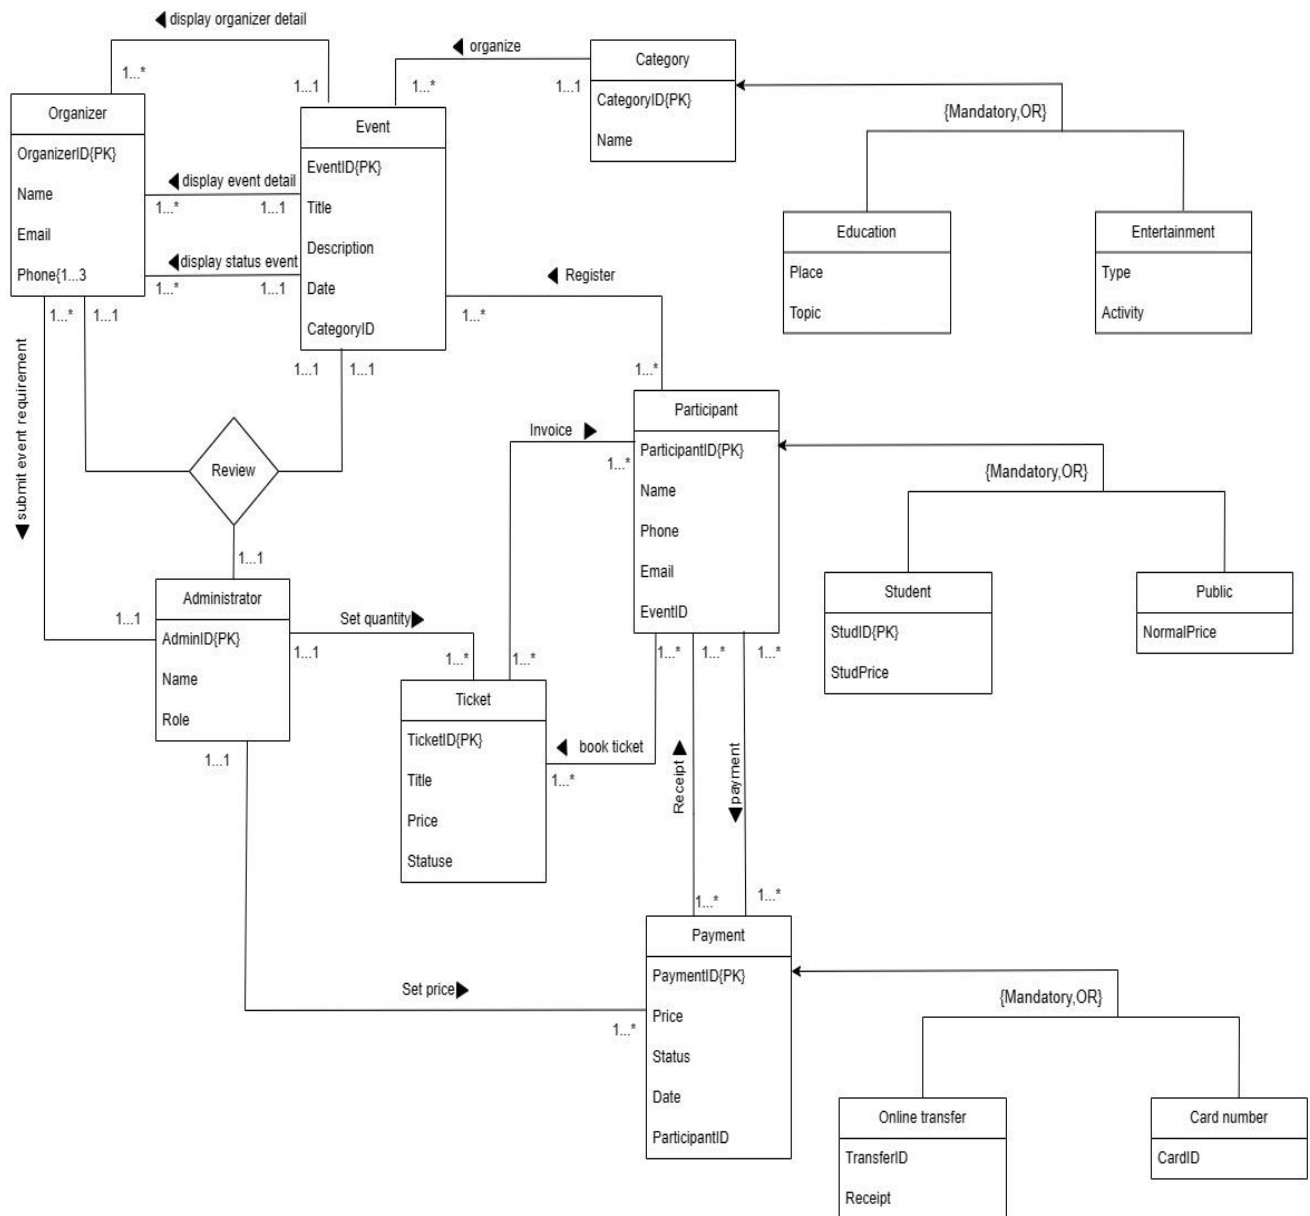 display organizer detail
1...*
1...1
Organizer
OrganizerID{PK}
Name
Email
Phone{1...3
organize
1...*
1...1
Event
EventID{PK}
Title
Description
Date
CategoryID
Category
CategoryID{PK}
Name
{Mandatory,OR}
Education
Place
Topic
Entertainment
Type
Activity
display event detail
1...*
1...1
display status event
1...*
1...1
Register
1...*
1...*
1...*
1...1
1...1
1...1
submit event requirement
Review
1...1
1...1
Administrator
AdminID{PK}
Name
Role
Invoice
1...*
1...*
Participant
ParticipantID{PK}
Name
Phone
Email
EventID
{Mandatory,OR}
Student
StudID{PK}
StudPrice
Public
NormalPrice
Set quantity
1...1
1...*
Ticket
TicketID{PK}
Title
Price
Statuse
1...*
1...*
1...*
book ticket
1...*
Receipt
payment
1...*
1...*
1...1
Set price
1...*
Payment
PaymentID{PK}
Price
Status
Date
ParticipantID
{Mandatory,OR}
Online transfer
TransferID
Receipt
Card number
CardID